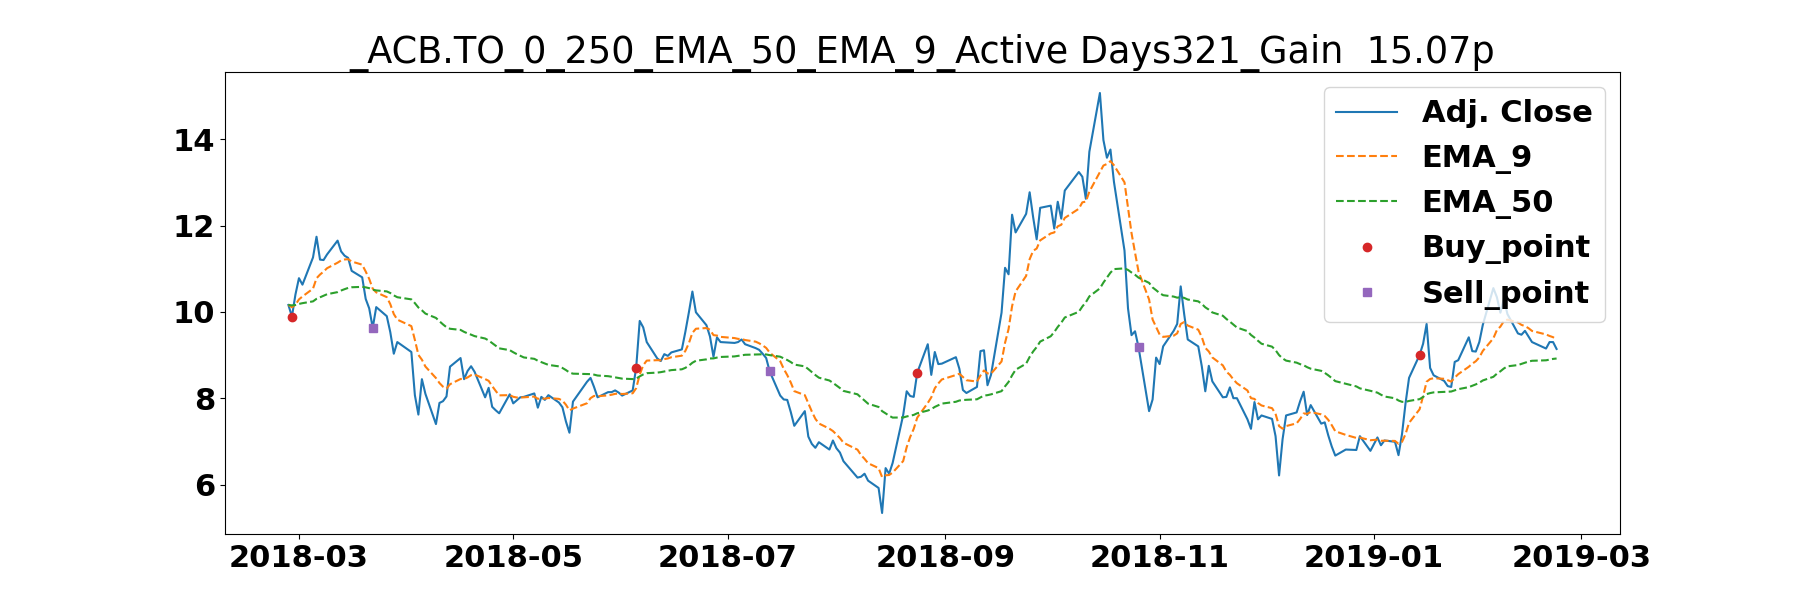 _ACB.TO_0_250_EMA_50_EMA_9_Active Days321_Gain  15.07p
14
12
10
8
6
Adj. Close
EMA_9
EMA_50
Buy_point
Sell_point
2018-03 2018-05 2018-07 2018-09 2018-11 2019-01 2019-03